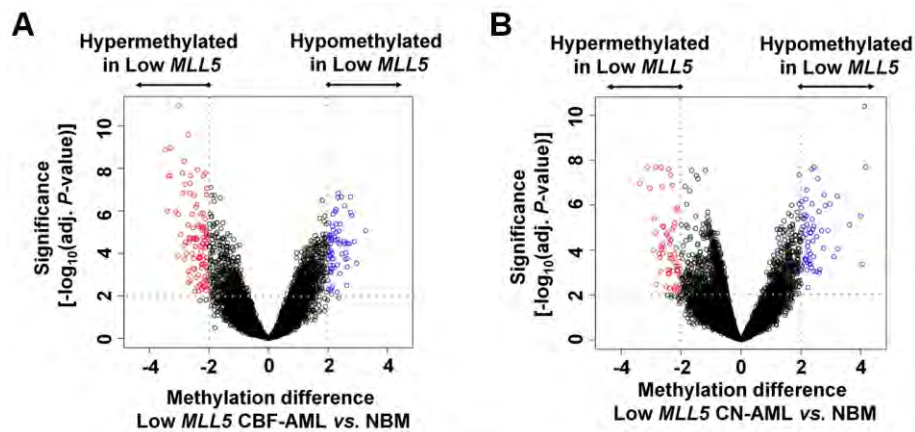 A
Hypermethylated
in Low MLL5
Hypomethylated
in Low MLL5
Significance
[-log10(adj. P-value)]
10
8
6
4
2
0
-4
-2
0
2
4
Methylation difference
Low MLL5 CBF-AML vs. NBM
B
Hypermethylated
in Low MLL5
Hypomethylated
in Low MLL5
Significance
[-log10(adj. P-value)]
10
8
6
4
2
0
-4
-2
0
2
4
Methylation difference
Low MLL5 CN-AML vs. NBM